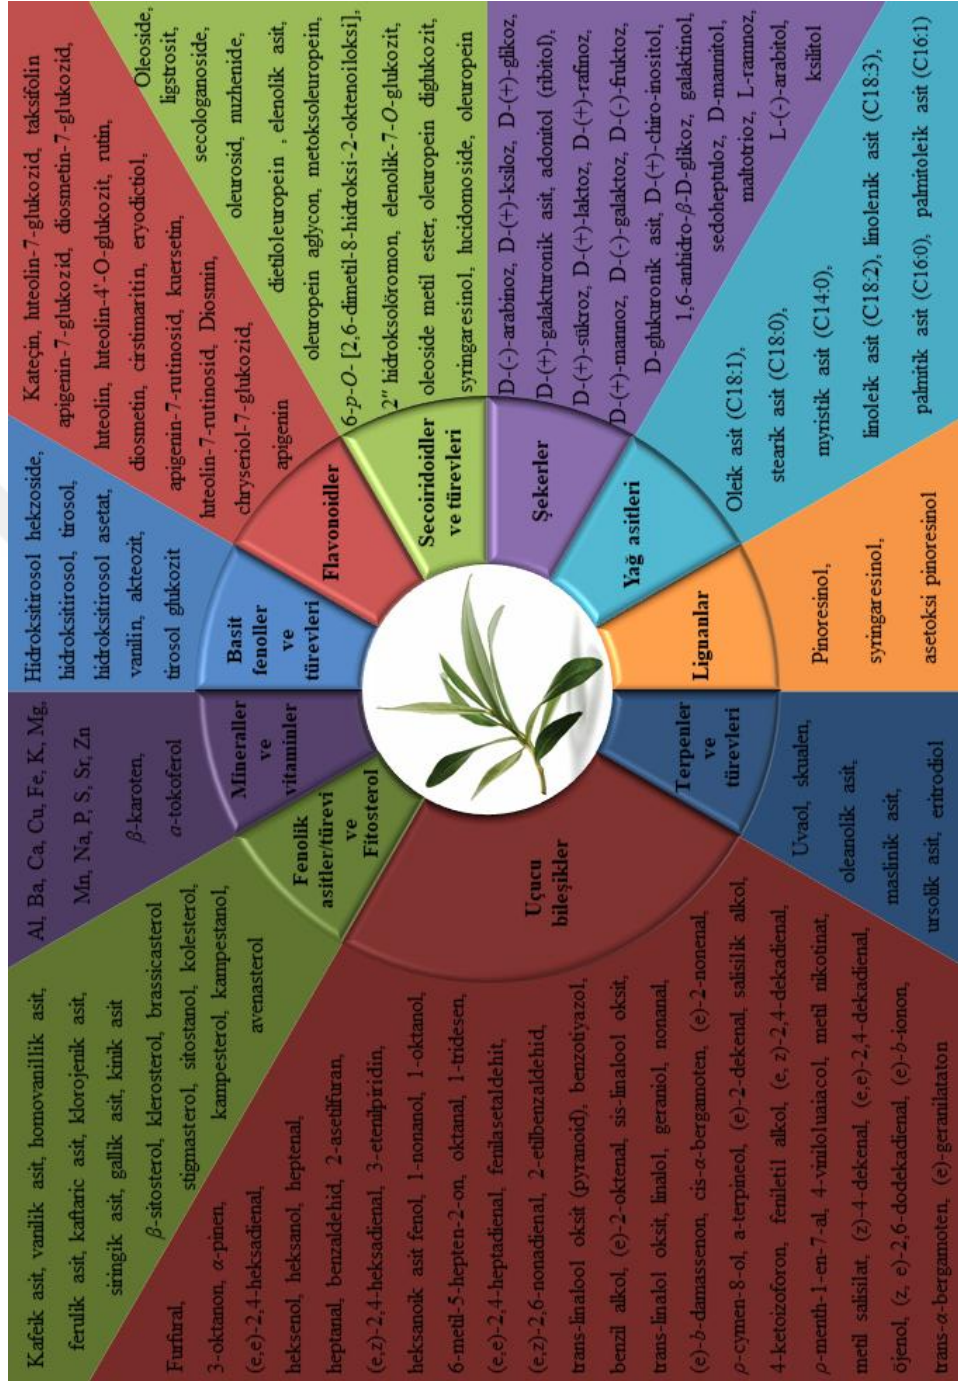 Kafeik asit, vanilik asit, homovanillik asit,
ferulik asit, kaftaric asit, klorojenik asit,
siringik asit, gallik asit, kinik asit
β-sitosterol, klerosterol, brassicasterol
stigmasterol, sitostanol, kolesterol,
kampesterol, kampestanol,
avenasterol
Al, Ba, Ca, Cu, Fe, K, Mg,
Mn, Na, P, S, Sr, Zn
β-karoten,
α-tokoferol
Hidroksitirosol hekzoside,
hidroksitirosol, tirosol,
hidroksitirosol asetat,
vanilin, akteozit,
tirosol glukozit
Kateçin, luteolin-7-glukozid, taksifolin
apigenin-7-glukozid, diosmetin-7-glukozid,
luteolin, luteolin-4'-O-glukozit, rutin,
diosmetin, cirstimaritin, eryodictiol,
apigenin-7-rutinosid, kuersetin,
luteolin-7-rutinosid, Diosmin,
chryseriol-7-glukozid,
apigenin
Oleoside,
ligstrosit,
secologanoside,
oleurosid, nuzhenide,
dietiloleuropein , elenolik asit,
oleuropein aglycon, metoksoleuropein,
6-p-O- [2,6-dimetil-8-hidroksi-2-oktenoiloksi],
2'' hidroksolöromon, elenolik-7-O-glukozit,
oleoside metil ester, oleuropein diglukozit,
syringaresinol, lucidomoside, oleuropein
D-(-)-arabinoz, D-(+)-ksiloz, D-(+)-glikoz,
D-(+)-galakturonik asit, adonitol (ribitol),
D-(+)-sükroz, D-(+)-laktoz, D-(+)-rafinoz,
D-(+)-mannoz, D-(-)-galaktoz, D-(-)-fruktoz,
D-glukuronik asit, D-(+)-chiro-inositol,
1,6-anhidro-β-D-glikoz, galaktinol
sedoheptuloz, D-mannitol,
maltotrioz, L-ramnoz,
L-(-)-arabitol,
ksilitol
Oleik asit (C18:1),
stearik asit (C18:0),
myristik asit (C14:0),
linoleik asit (C18:2), linolenik asit (C18:3),
palmitik asit (C16:0), palmitoleik asit (C16:1)
Pinoresinol,
syringaresinol,
asetoksi pinoresinol
Uvaol, skualen,
oleanolik asit,
maslinik asit,
ursolik asit, eritrodiol
Furfural,
3-oktanon, α-pinen,
(e.e)-2,4-heksadienal,
heksenol, heksanol, heptenal,
heptanal, benzaldehid, 2-asetilfuran,
(e.z)-2,4-heksadienal, 3-etenilpiridin,
heksanoik asit fenol, 1-nonanol, 1-oktanol,
6-metil-5-hepten-2-on, oktanal, 1-tridesen,
(e.e)-2,4-heptadienal, fenilasetaldehit,
(e.z)-2,6-nonadienal, 2-etilbenzaldehid,
trans-linalool oksit (pyranoid), benzotiyazol,
benzil alkol, (e)-2-oktenal, sis-linalool oksit,
trans-linalol oksit, linalol, geraniol, nonanal,
(e)-b-damassenon, cis-α-bergamoten, (e)-2-nonenal,
ρ-cymen-8-ol, a-terpineol, (e)-2-dekenal, salisilik alkol,
4-ketoizoforon, feniletil alkol, (e, z)-2,4-dekadienal,
ρ-menth-1-en-7-al, 4-viniloluaiacol, metil nikotinat,
metil salisilat, (z)-4-dekenal, (e,e)-2,4-dekadienal,
öjenol, (z, e)-2,6-dodekadienal, (e)-b-ionon,
trans-α-bergamoten, (e)-geranilataton
Fenolik
asitler/türevi
ve
Fitosterol
Mineraller
ve
vitaminler
Basit
fenoller
ve
türevleri
Flavonoidler
Secoiridoidler
ve türevleri
Şekerler
Yağ asitleri
Lignanlar
Terpenler
ve
türevleri
Uçucu
bileşikler